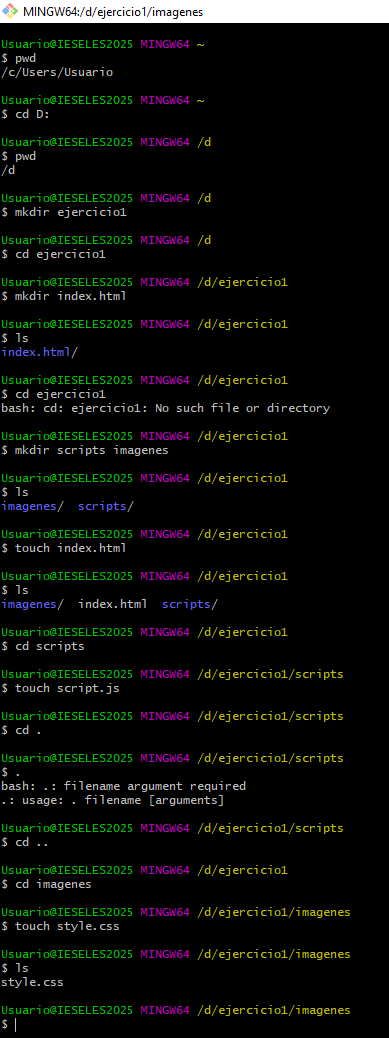 MINGW64:/d/ejercicio1/imagenes
Usuario@IESELES2025 MINGW64 ~
$ pwd
/c/Users/Usuario
Usuario@IESELES2025 MINGW64 ~
$ cd D:
Usuario@IESELES2025 MINGW64 /d
$ pwd
/d
Usuario@IESELES2025 MINGW64 /d
$ mkdir ejercicio1
Usuario@IESELES2025 MINGW64 /d
$ cd ejercicio1
Usuario@IESELES2025 MINGW64 /d/ejercicio1
$ mkdir index.html
Usuario@IESELES2025 MINGW64 /d/ejercicio1
$ ls
index.html/
Usuario@IESELES2025 MINGW64 /d/ejercicio1
$ cd ejercicio1
bash: cd: ejercicio1: No such file or directory
Usuario@IESELES2025 MINGW64 /d/ejercicio1
$ mkdir scripts imagenes
Usuario@IESELES2025 MINGW64 /d/ejercicio1
$ ls
imagenes/  scripts/
Usuario@IESELES2025 MINGW64 /d/ejercicio1
$ touch index.html
Usuario@IESELES2025 MINGW64 /d/ejercicio1
$ ls
imagenes/  index.html  scripts/
Usuario@IESELES2025 MINGW64 /d/ejercicio1
$ cd scripts
Usuario@IESELES2025 MINGW64 /d/ejercicio1/scripts
$ touch script.js
Usuario@IESELES2025 MINGW64 /d/ejercicio1/scripts
$ cd .
Usuario@IESELES2025 MINGW64 /d/ejercicio1/scripts
$ .
bash: .: filename argument required
.: usage: . filename [arguments]
Usuario@IESELES2025 MINGW64 /d/ejercicio1/scripts
$ cd ..
Usuario@IESELES2025 MINGW64 /d/ejercicio1
$ cd imagenes
Usuario@IESELES2025 MINGW64 /d/ejercicio1/imagenes
$ touch style.css
Usuario@IESELES2025 MINGW64 /d/ejercicio1/imagenes
$ ls
style.css
Usuario@IESELES2025 MINGW64 /d/ejercicio1/imagenes
$